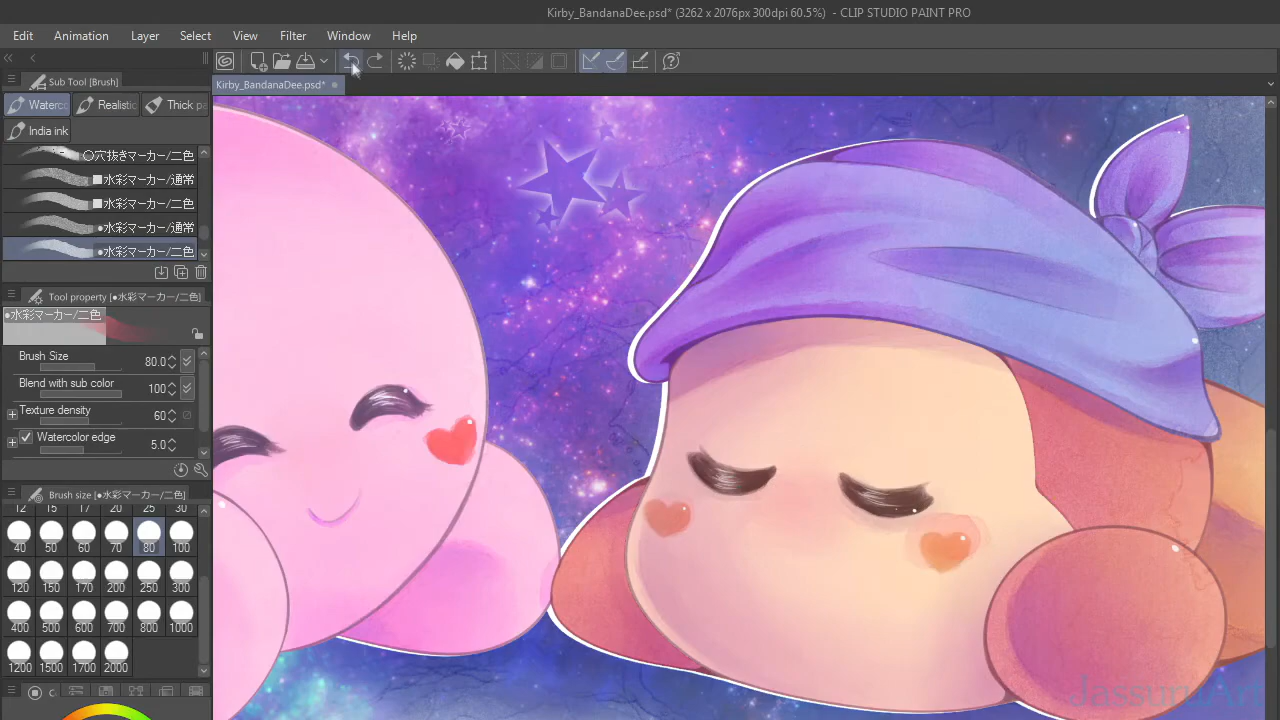 Kirby_BandanaDee.psd* (3262 x 2076px 300dpi 60.5%) - CLIP STUDIO PAINT PRO
Edit Animation Layer Select View Filter Window Help
Sub Tool [Brush]
Kirby_BandanaDee.psd*
Waterc Realistic Thick pa
India ink
○穴抜きマーカー/二色
■水彩マーカー/通常
■水彩マーカー/二色
●水彩マーカー/通常
●水彩マーカー/二色
Tool property [●水彩マーカー/二色]
●水彩マーカー/二色
Brush Size 80.0
Blend with sub color 100
Texture density 60
Watercolor edge 5.0
Brush size [●水彩マーカー/二色]
12 15 17 20 25 30
40 50 60 70 80 100
120 150 170 200 250 300
400 500 600 700 800 1000
1200 1500 1700 2000